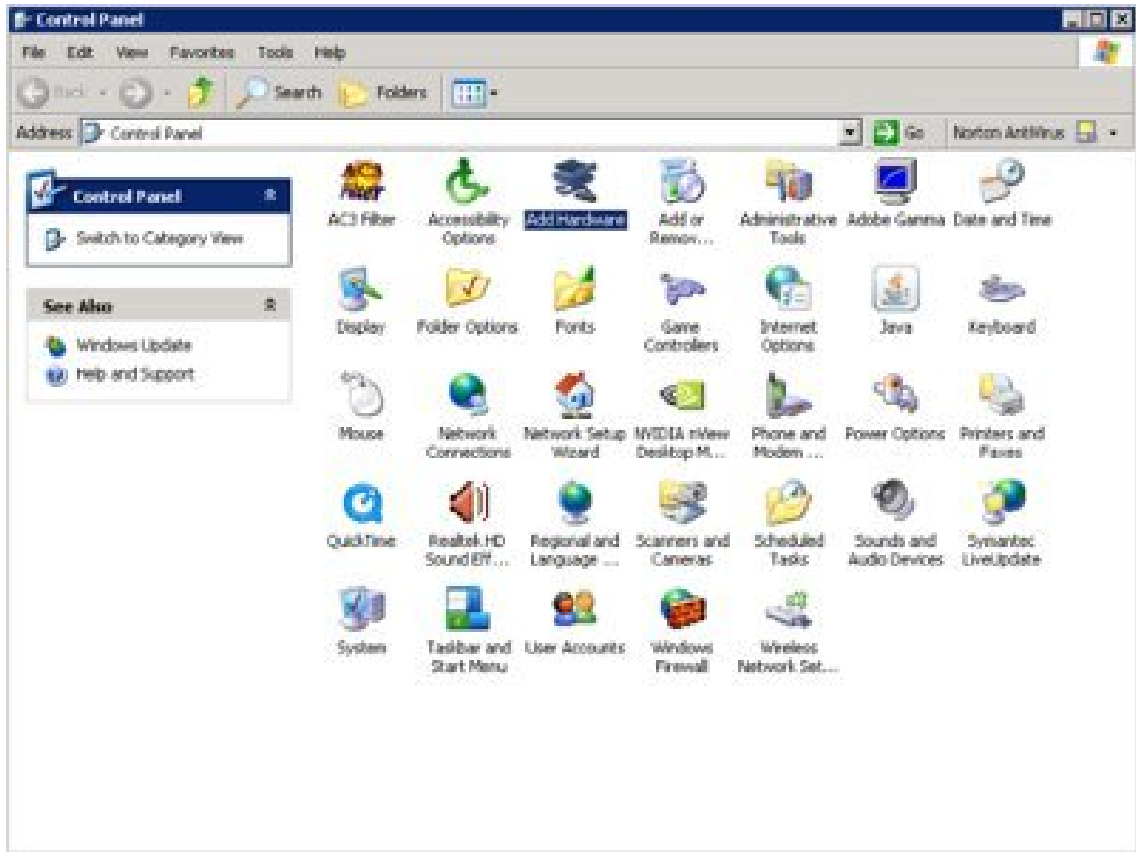 Control Panel
File Edit View Favorites Tools Help
Back Search Folders
Address Control Panel Go Norton AntiVirus
Control Panel
Switch to Category View
See Also
Windows Update
Help and Support
AC3 Filter
Accessibility Options
Add Hardware
Add or Remov...
Administrative Tools
Adobe Gamma
Date and Time
Display
Folder Options
Fonts
Game Controllers
Internet Options
Java
Keyboard
Mouse
Network Connections
Network Setup Wizard
NVIDIA nView Desktop M...
Phone and Modem ...
Power Options
Printers and Faxes
QuickTime
Realtek HD Sound Eff...
Regional and Language ...
Scanners and Cameras
Scheduled Tasks
Sounds and Audio Devices
Symantec LiveUpdate
System
Taskbar and Start Menu
User Accounts
Windows Firewall
Wireless Network Set...